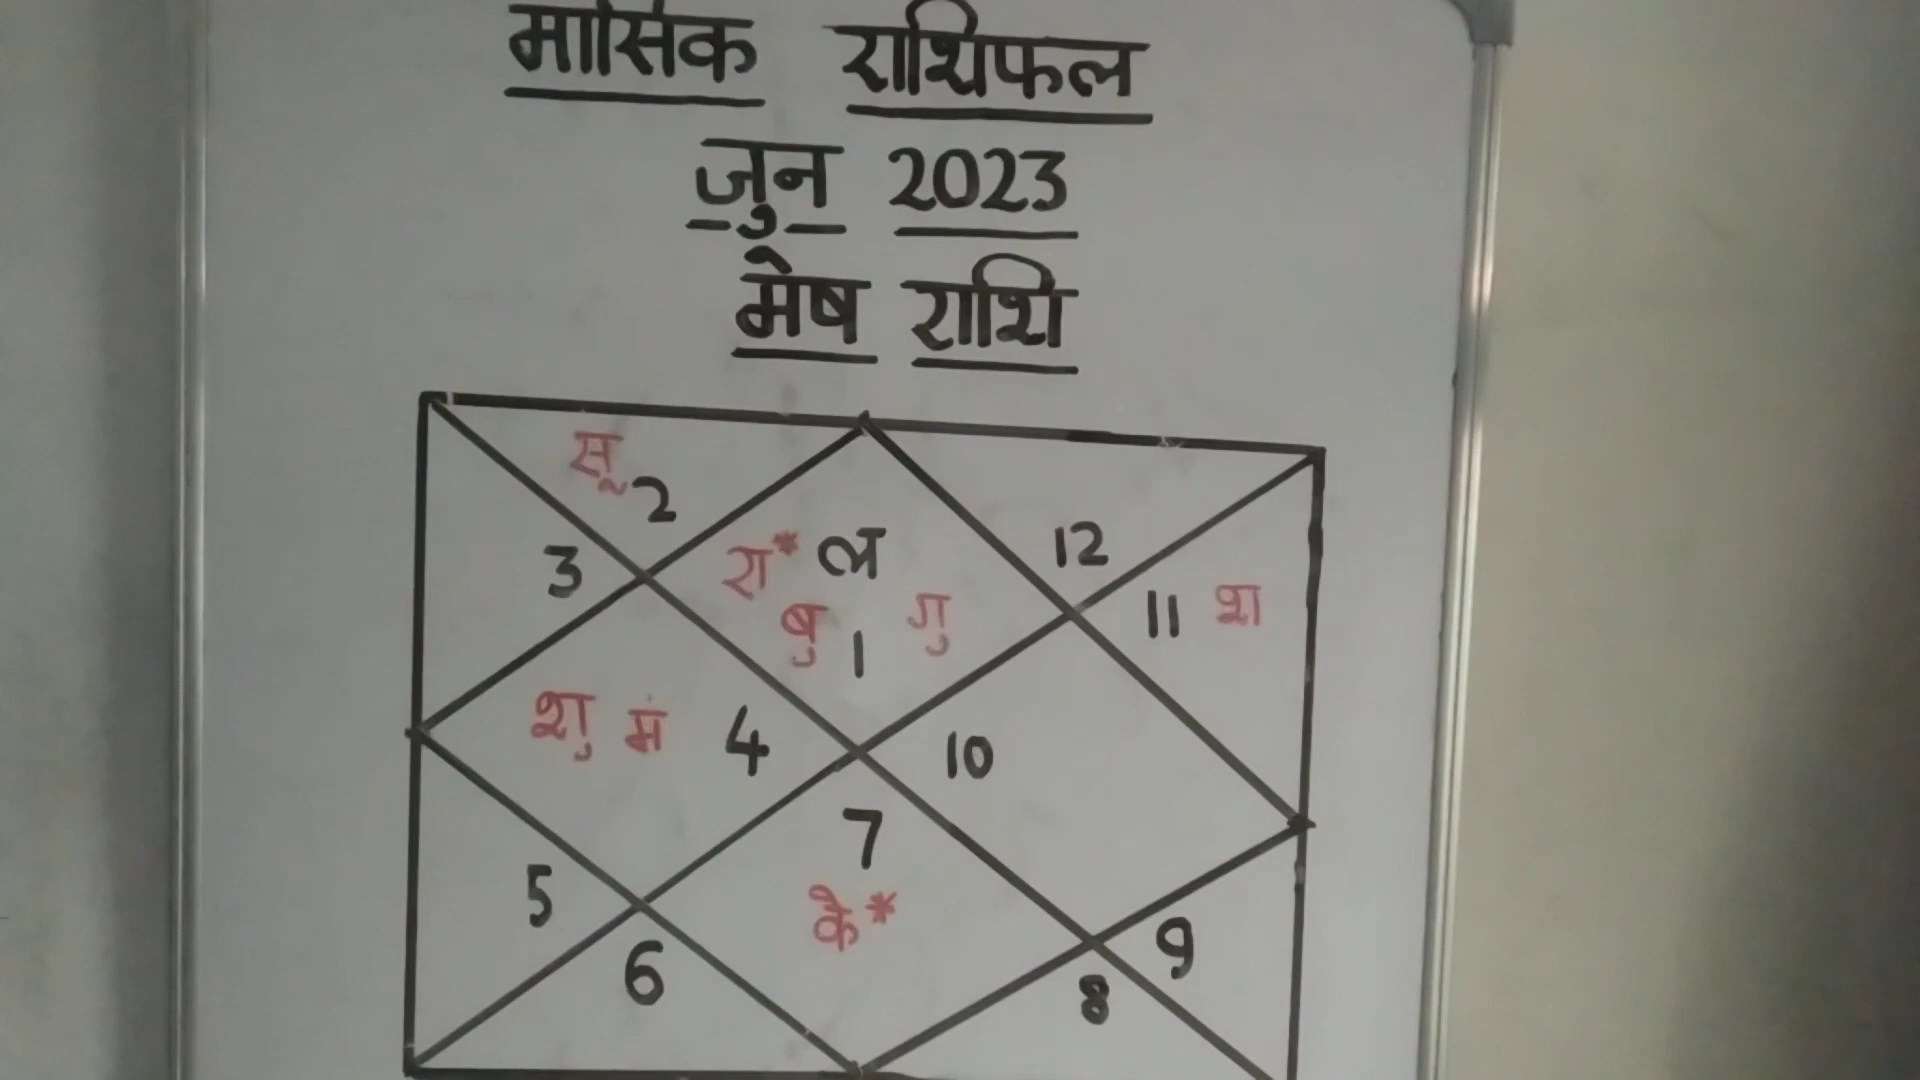 मासिक राशिफल
जुन 2023
मेष राशि
सू 2
12
3
रा* ल
11 श
बु 1 गु
शु मं 4
10
7
5
के*
6
9
8